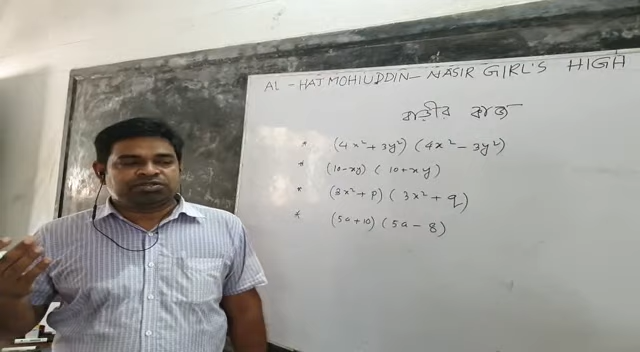 AL - HAJ MOHIUDDIN - NASIR GIRL'S HIGH
বাড়ীর কাজ
* (4x²+3y²) (4x²-3y²)
* (10-xy) (10+xy)
* (3x²+p) (3x²+q)
* (5a+10) (5a-8)